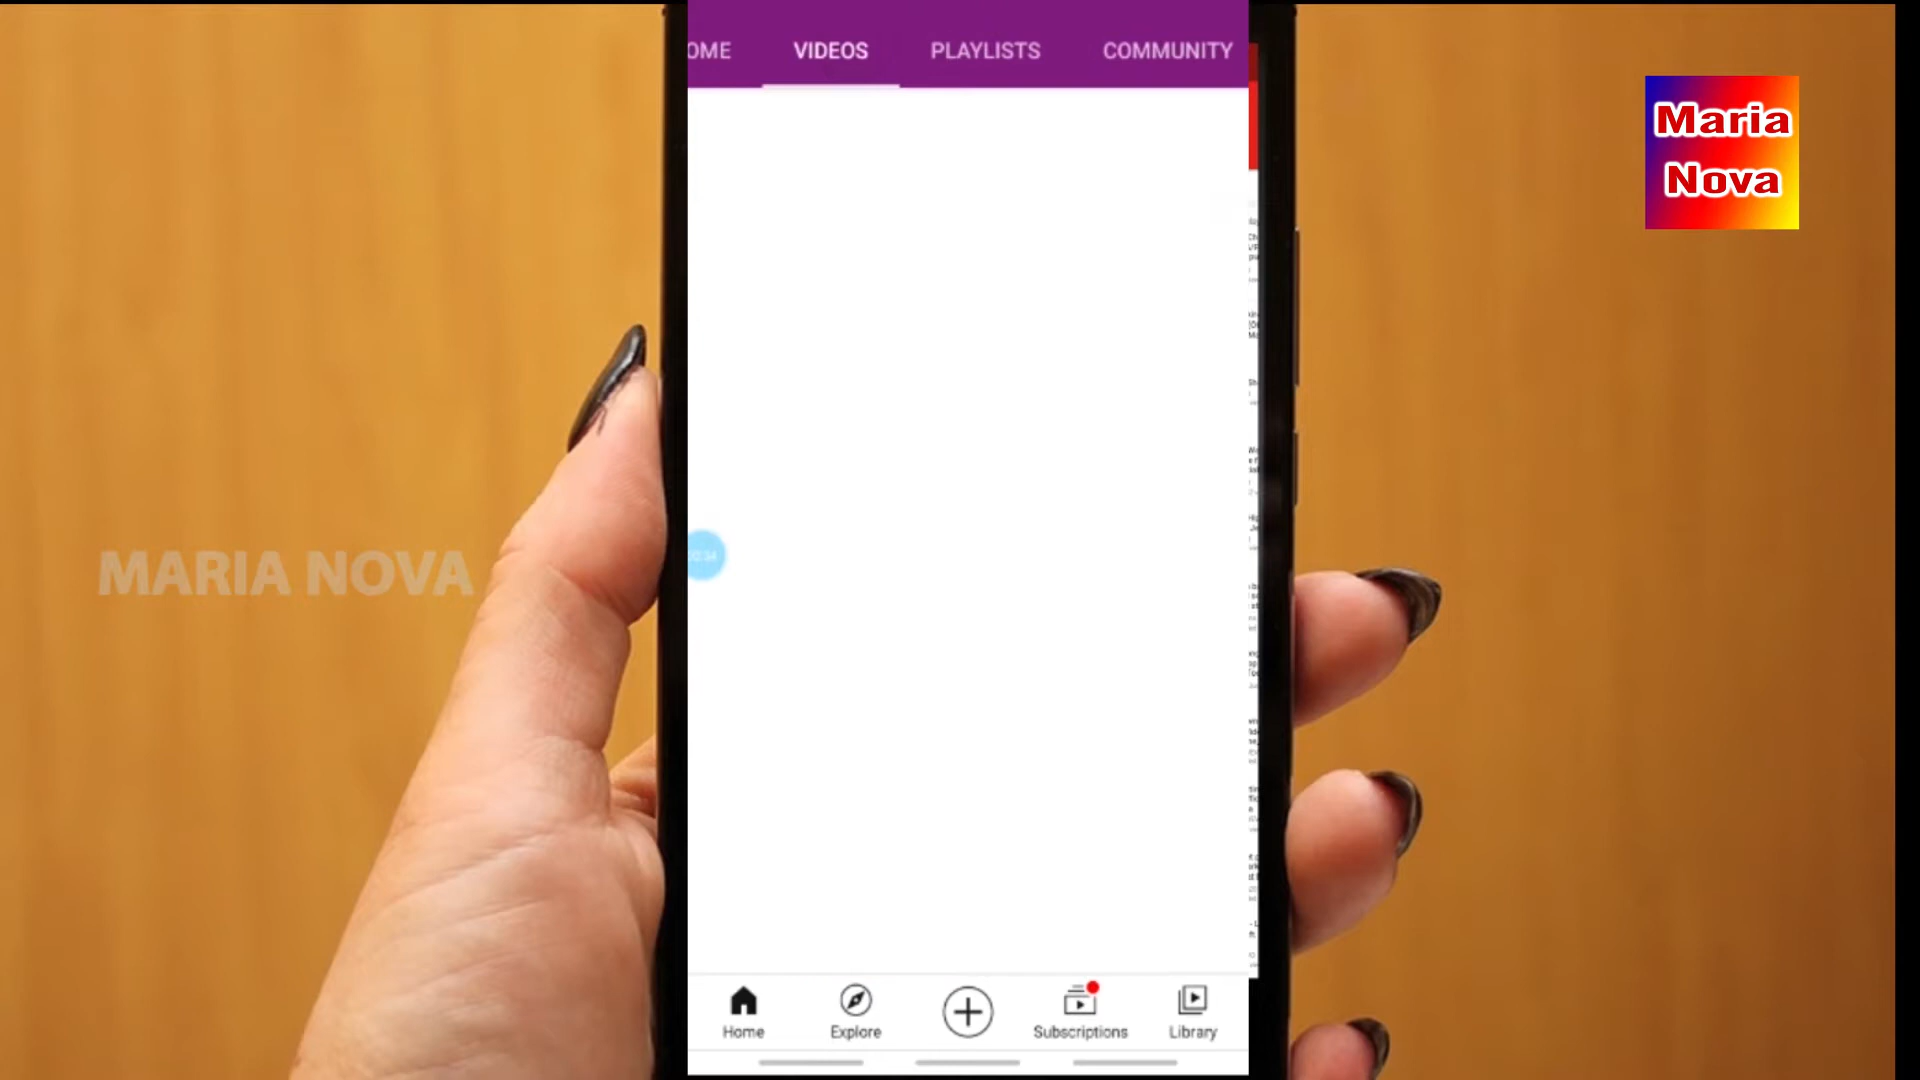 OME VIDEOS PLAYLISTS COMMUNITY
Maria
Nova
MARIA NOVA
Home Explore Subscriptions Library